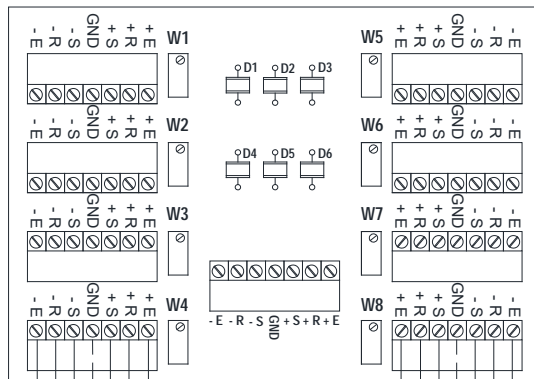 -E -R -S GND +S +R +E
W1
D1 D2 D3
W5
+E +R +S GND -S -R -E
-E -R -S GND +S +R +E
W2
D4 D5 D6
W6
+E +R +S GND -S -R -E
-E -R -S GND +S +R +E
W3
W7
+E +R +S GND -S -R -E
-E -R -S GND +S +R +E
W4
-E -R -S GND +S +R +E
W8
+E +R +S GND -S -R -E